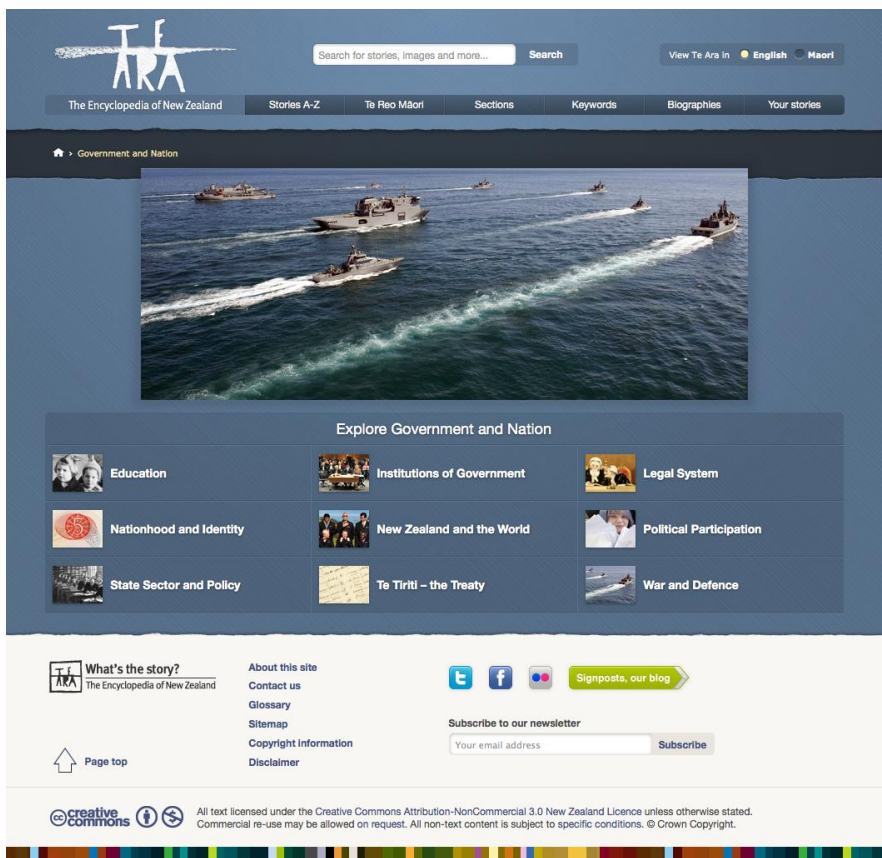 TE ARA
Search for stories, images and more...
Search
View Te Ara in English Maori
The Encyclopedia of New Zealand
Stories A-Z
Te Reo Māori
Sections
Keywords
Biographies
Your stories
› Government and Nation
Explore Government and Nation
Education
Institutions of Government
Legal System
Nationhood and Identity
New Zealand and the World
Political Participation
State Sector and Policy
Te Tiriti – the Treaty
War and Defence
TE ARA
What's the story?
The Encyclopedia of New Zealand
Page top
About this site
Contact us
Glossary
Sitemap
Copyright information
Disclaimer
Signposts, our blog
Subscribe to our newsletter
Your email address
Subscribe
cc creative commons
All text licensed under the Creative Commons Attribution-NonCommercial 3.0 New Zealand Licence unless otherwise stated.
Commercial re-use may be allowed on request. All non-text content is subject to specific conditions. © Crown Copyright.